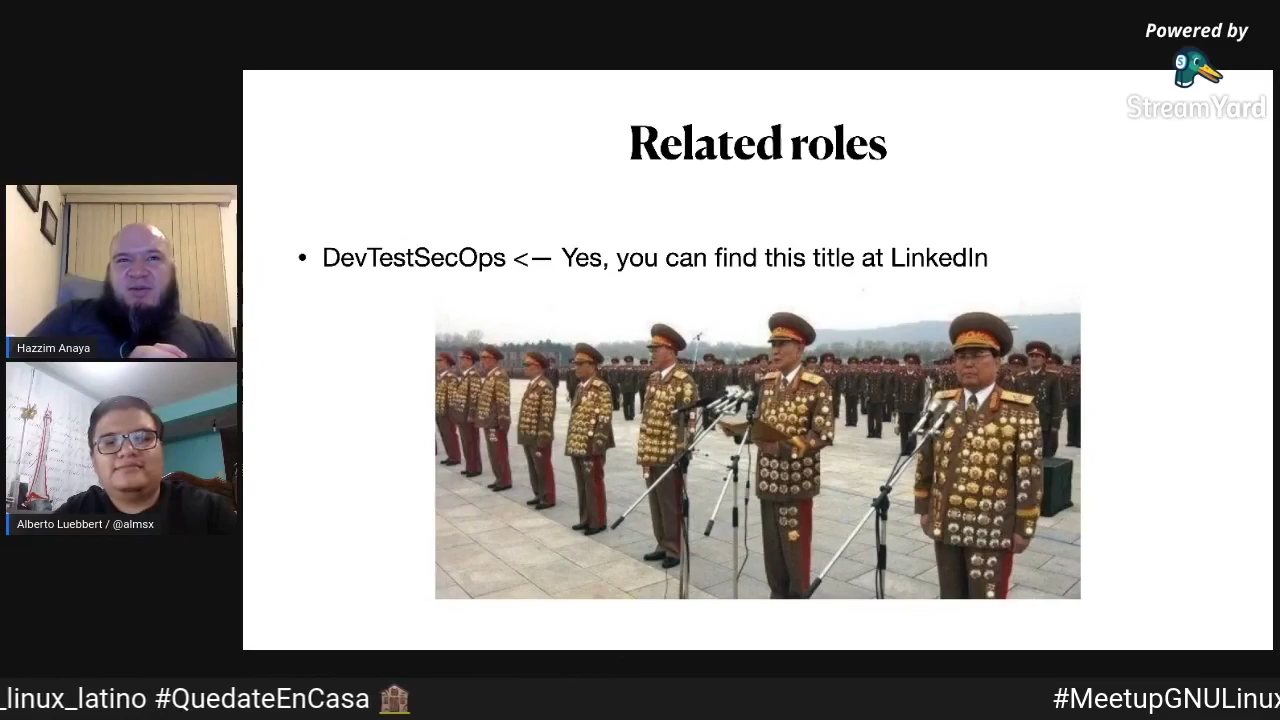 Powered by
StreamYard
Related roles
• DevTestSecOps <— Yes, you can find this title at LinkedIn
Hazzim Anaya
Alberto Luebbert / @almsx
_linux_latino #QuedateEnCasa 🏚 #MeetupGNULinux